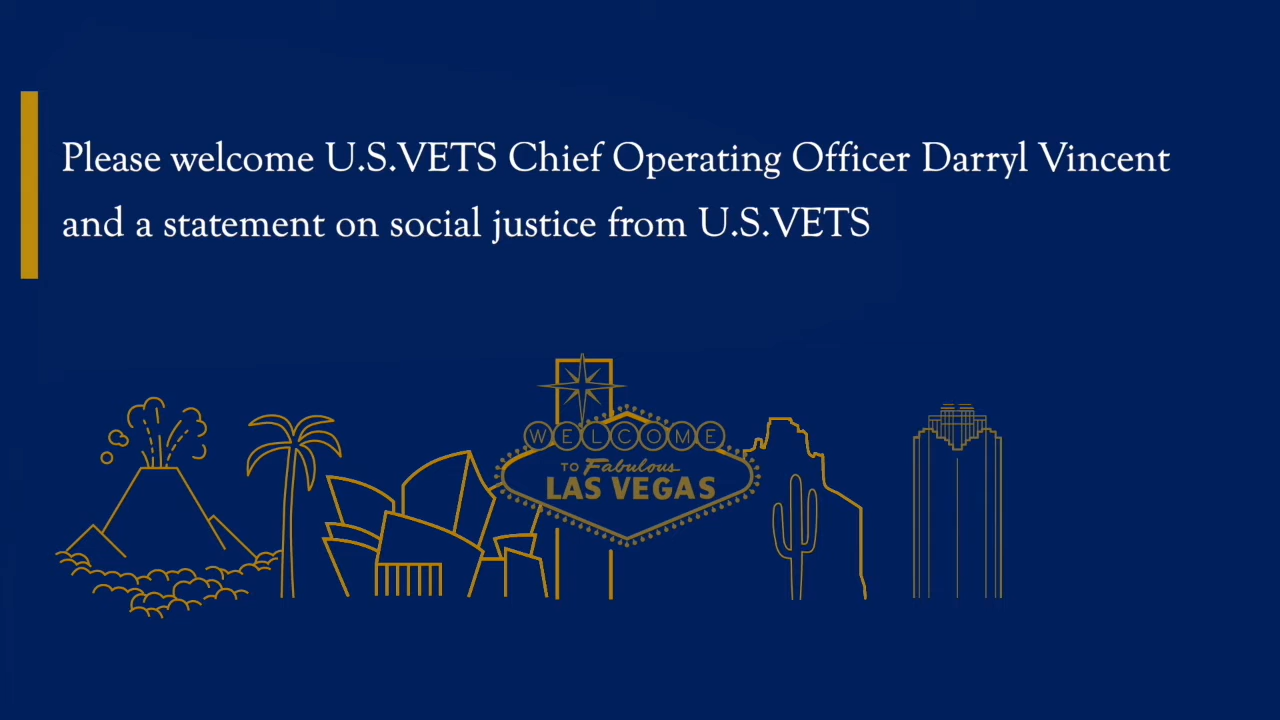 Please welcome U.S.VETS Chief Operating Officer Darryl Vincent
and a statement on social justice from U.S.VETS
WELCOME
TO Fabulous
LAS VEGAS